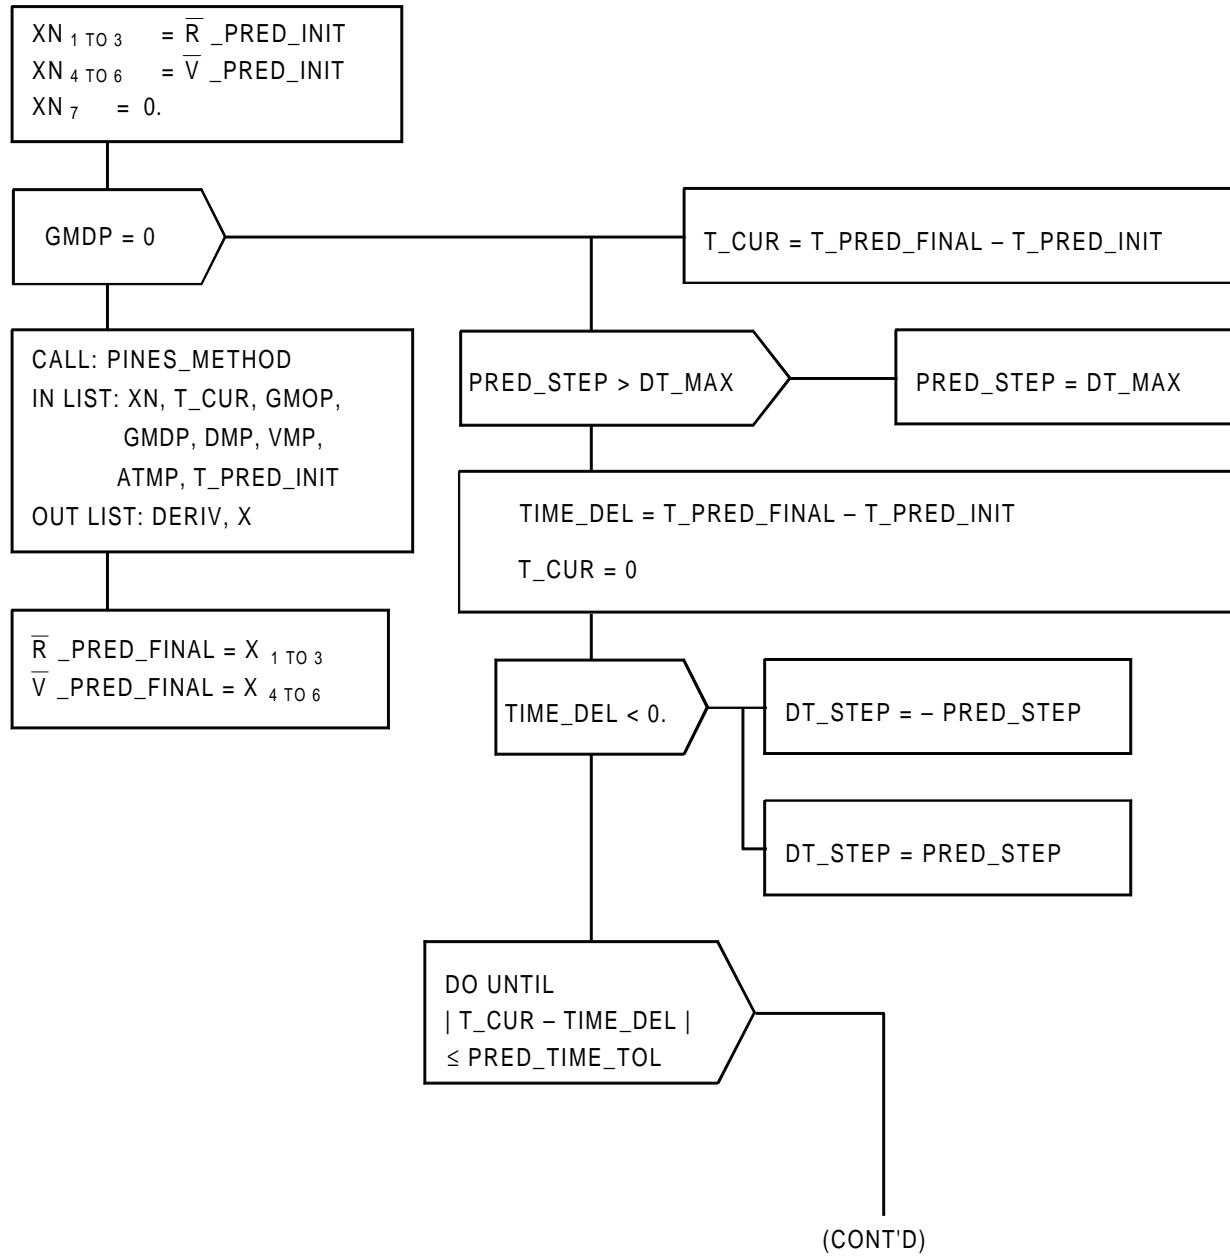 XN 1 TO 3 = R̅ _PRED_INIT
XN 4 TO 6 = V̅ _PRED_INIT
XN 7 = 0.
GMDP = 0
T_CUR = T_PRED_FINAL – T_PRED_INIT
CALL: PINES_METHOD
IN LIST: XN, T_CUR, GMOP,
GMDP, DMP, VMP,
ATMP, T_PRED_INIT
OUT LIST: DERIV, X
R̅ _PRED_FINAL = X 1 TO 3
V̅ _PRED_FINAL = X 4 TO 6
PRED_STEP > DT_MAX
PRED_STEP = DT_MAX
TIME_DEL = T_PRED_FINAL – T_PRED_INIT
T_CUR = 0
TIME_DEL < 0.
DT_STEP = – PRED_STEP
DT_STEP = PRED_STEP
DO UNTIL
| T_CUR – TIME_DEL |
≤ PRED_TIME_TOL
(CONT'D)